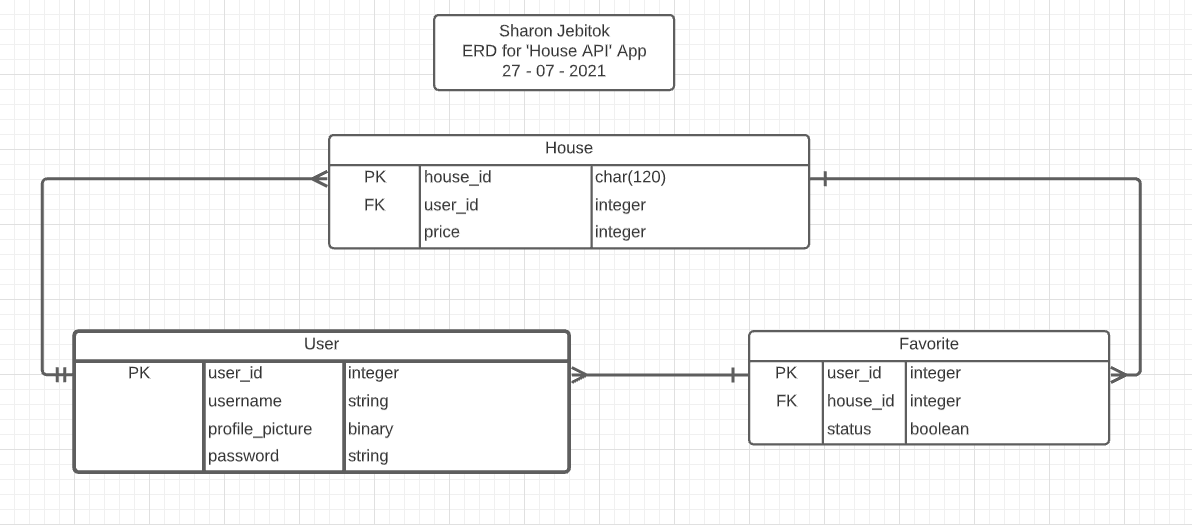 Sharon Jebitok
ERD for 'House API' App
27 - 07 - 2021
House
PK house_id char(120)
FK user_id integer
price integer
User
PK user_id integer
username string
profile_picture binary
password string
Favorite
PK user_id integer
FK house_id integer
status boolean